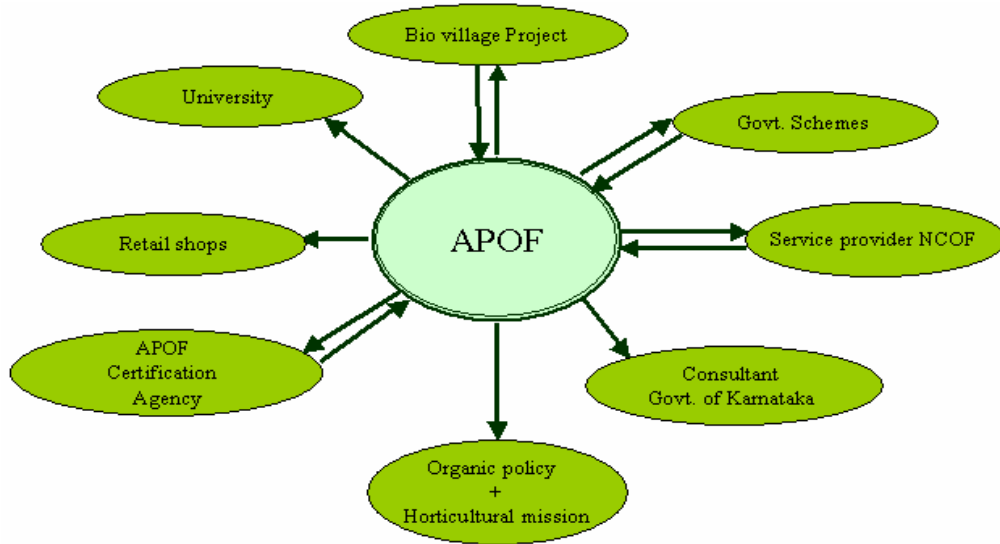 Bio village Project
University
Govt. Schemes
APOF
Retail shops
Service provider NCOF
APOF
Certification
Agency
Consultant
Govt. of Karnataka
Organic policy
+
Horticultural mission